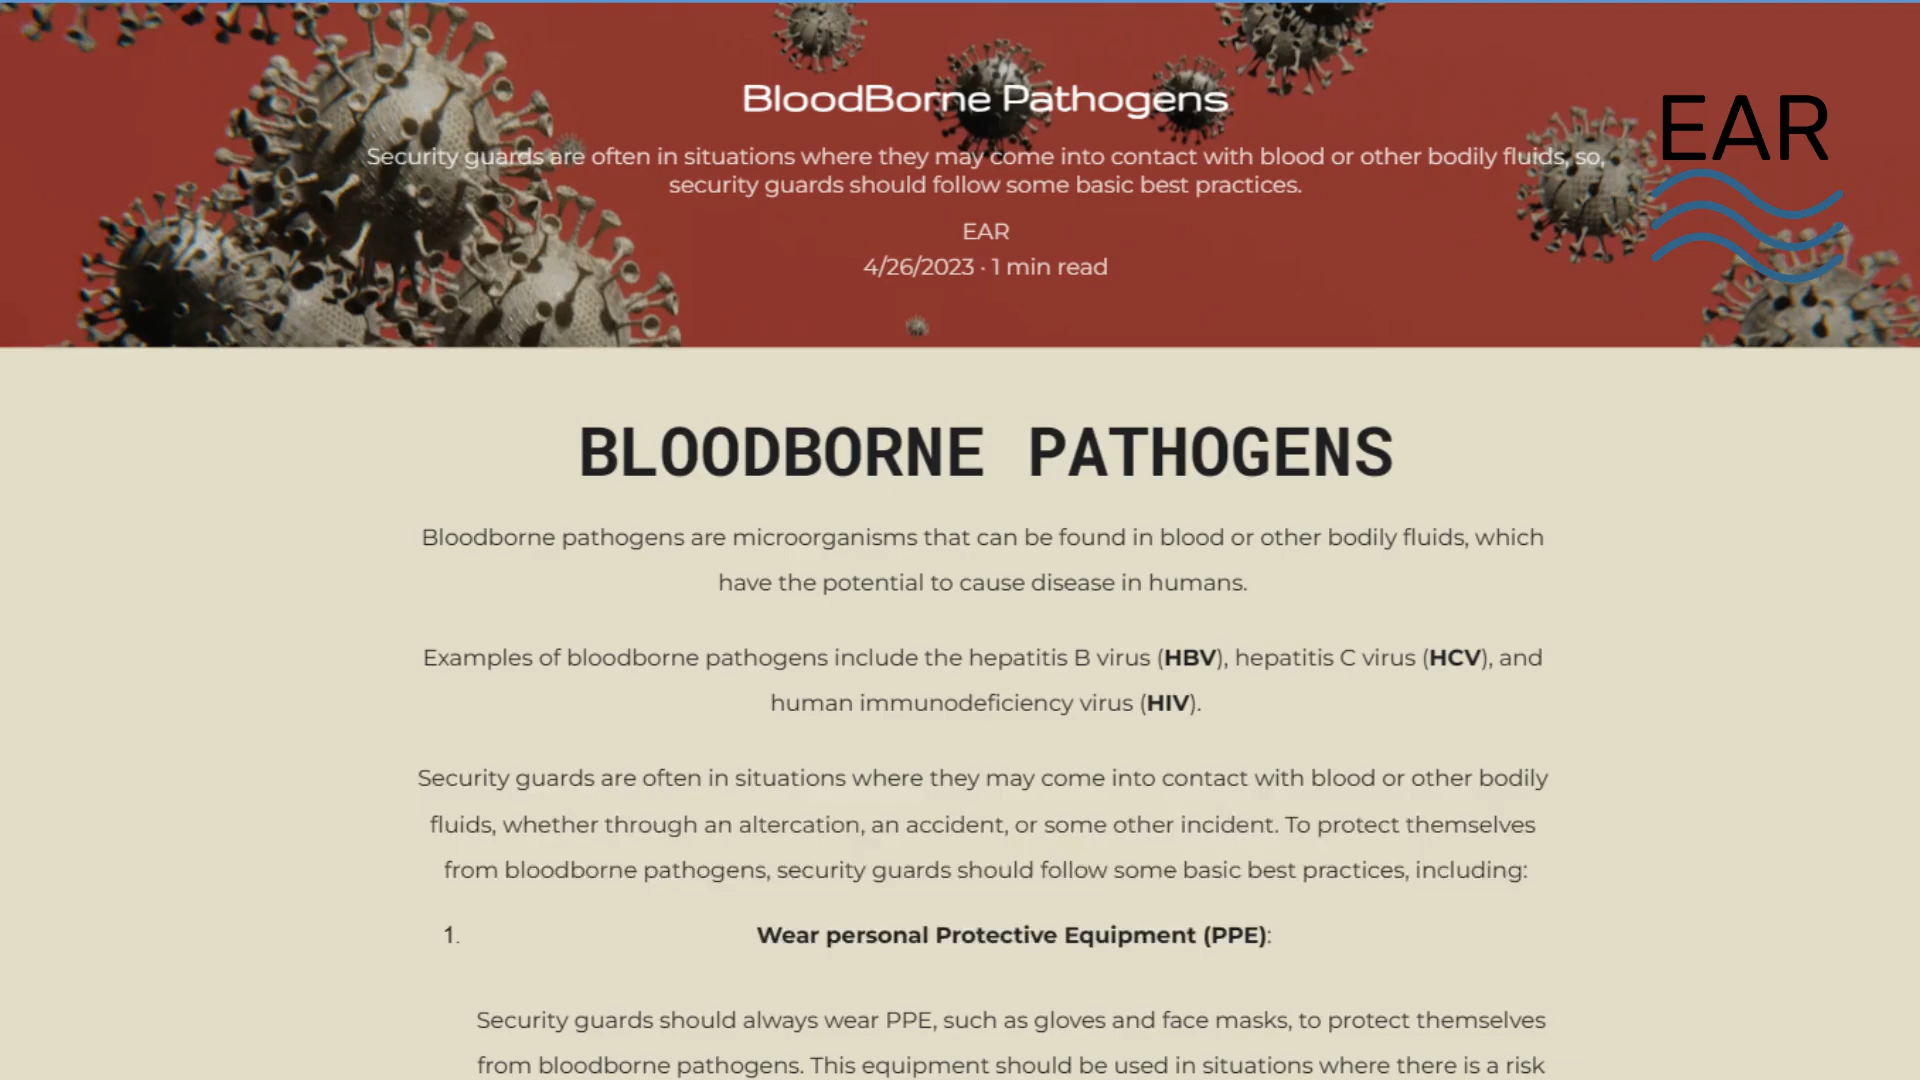 BloodBorne Pathogens
EAR
Security guards are often in situations where they may come into contact with blood or other bodily fluids, so,
security guards should follow some basic best practices.
EAR
4/26/2023 · 1 min read
BLOODBORNE PATHOGENS
Bloodborne pathogens are microorganisms that can be found in blood or other bodily fluids, which
have the potential to cause disease in humans.
Examples of bloodborne pathogens include the hepatitis B virus (HBV), hepatitis C virus (HCV), and
human immunodeficiency virus (HIV).
Security guards are often in situations where they may come into contact with blood or other bodily
fluids, whether through an altercation, an accident, or some other incident. To protect themselves
from bloodborne pathogens, security guards should follow some basic best practices, including:
1. Wear personal Protective Equipment (PPE):
Security guards should always wear PPE, such as gloves and face masks, to protect themselves
from bloodborne pathogens. This equipment should be used in situations where there is a risk